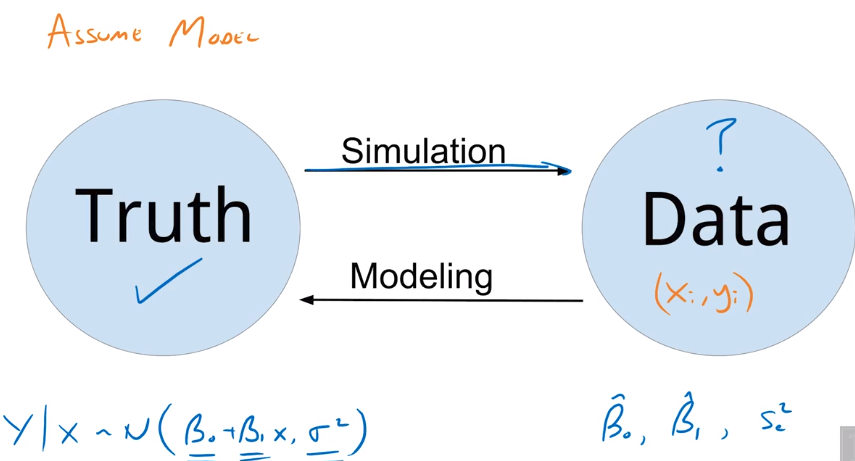 ASSUME MODEL
Simulation
?
Truth
Data
✓
Modeling
(xᵢ, yᵢ)
Y | X ~ N(β₀ + β₁x, σ²)
β̂₀, β̂₁, sₑ²